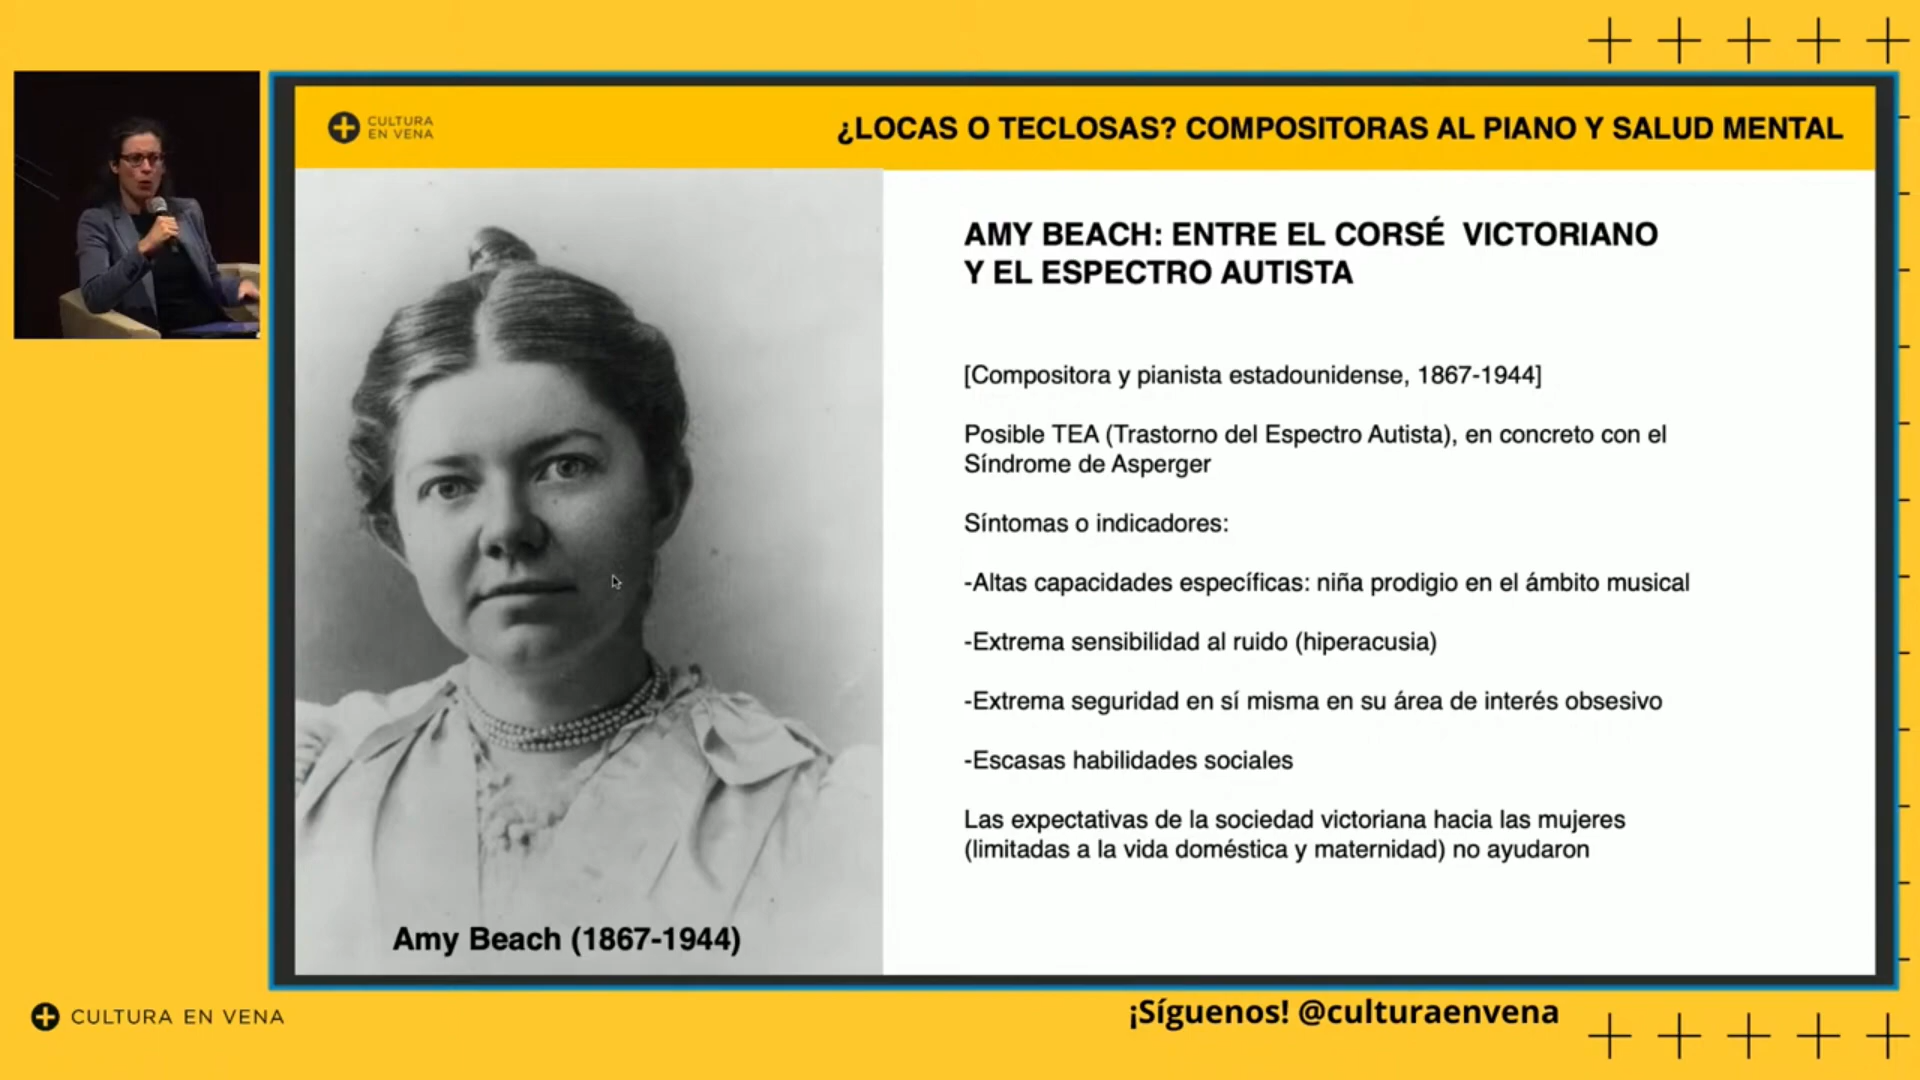 CULTURA
EN VENA
¿LOCAS O TECLOSAS? COMPOSITORAS AL PIANO Y SALUD MENTAL
AMY BEACH: ENTRE EL CORSÉ VICTORIANO
Y EL ESPECTRO AUTISTA
[Compositora y pianista estadounidense, 1867-1944]
Posible TEA (Trastorno del Espectro Autista), en concreto con el
Síndrome de Asperger
Síntomas o indicadores:
-Altas capacidades específicas: niña prodigio en el ámbito musical
-Extrema sensibilidad al ruido (hiperacusia)
-Extrema seguridad en sí misma en su área de interés obsesivo
-Escasas habilidades sociales
Las expectativas de la sociedad victoriana hacia las mujeres
(limitadas a la vida doméstica y maternidad) no ayudaron
Amy Beach (1867-1944)
CULTURA EN VENA
¡Síguenos! @culturaenvena